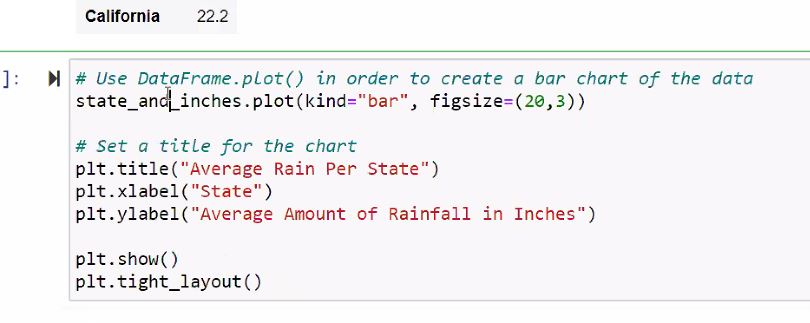 California 22.2
]:
# Use DataFrame.plot() in order to create a bar chart of the data
state_and_inches.plot(kind="bar", figsize=(20,3))
# Set a title for the chart
plt.title("Average Rain Per State")
plt.xlabel("State")
plt.ylabel("Average Amount of Rainfall in Inches")
plt.show()
plt.tight_layout()